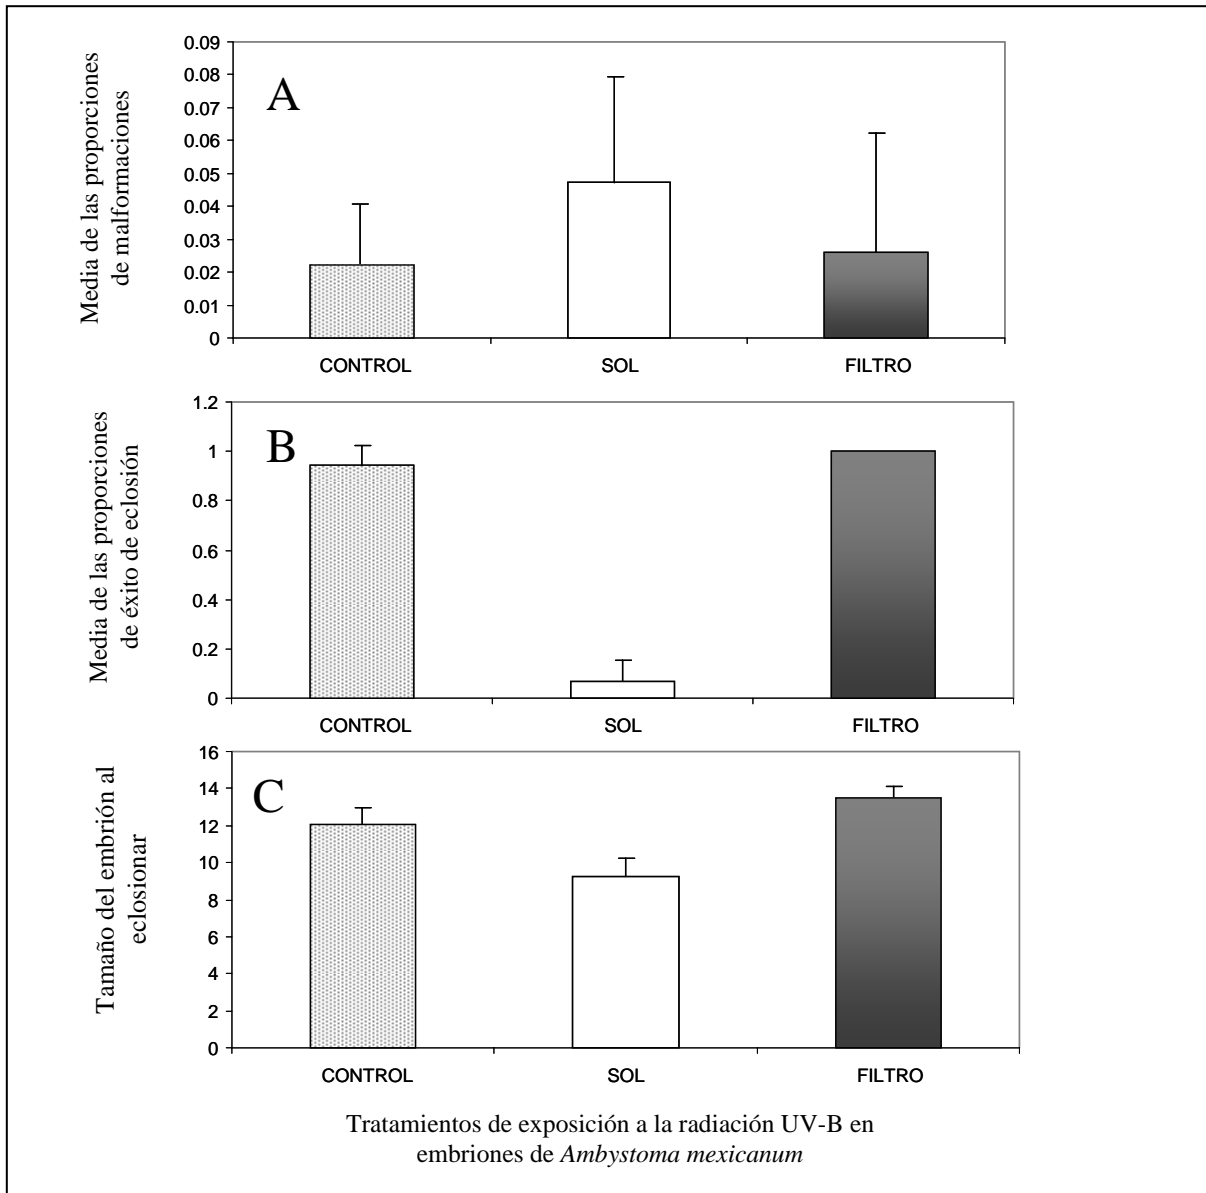 Media de las proporciones
de malformaciones
0.09
0.08
0.07
0.06
0.05
0.04
0.03
0.02
0.01
0
A
CONTROL SOL FILTRO
Media de las proporciones
de éxito de eclosión
1.2
1
0.8
0.6
0.4
0.2
0
B
CONTROL SOL FILTRO
Tamaño del embrión al
eclosionar
16
14
12
10
8
6
4
2
0
C
CONTROL SOL FILTRO
Tratamientos de exposición a la radiación UV-B en
embriones de Ambystoma mexicanum